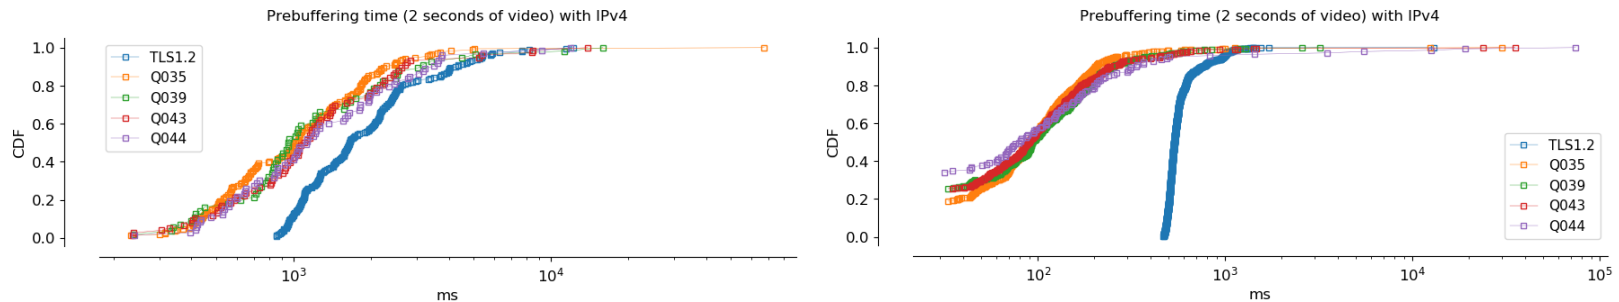 Prebuffering time (2 seconds of video) with IPv4
CDF
1.0
0.8
0.6
0.4
0.2
0.0
TLS1.2
Q035
Q039
Q043
Q044
10³
10⁴
ms
Prebuffering time (2 seconds of video) with IPv4
CDF
1.0
0.8
0.6
0.4
0.2
0.0
TLS1.2
Q035
Q039
Q043
Q044
10²
10³
10⁴
10⁵
ms